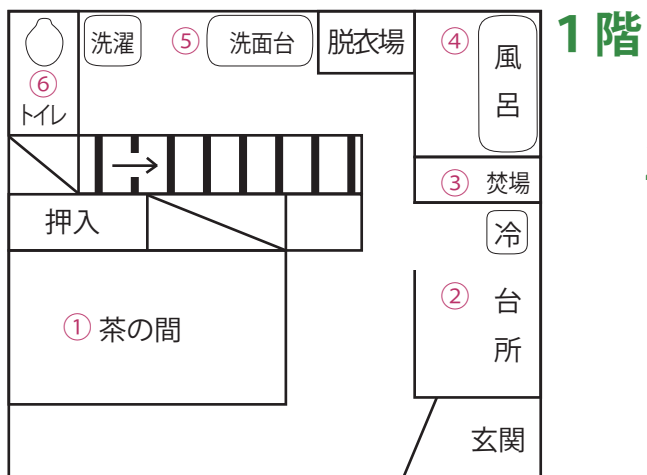 1階
洗濯
⑤ 洗面台
脱衣場
④ 風呂
⑥
トイレ
③ 焚場
押入
冷
② 台所
① 茶の間
玄関